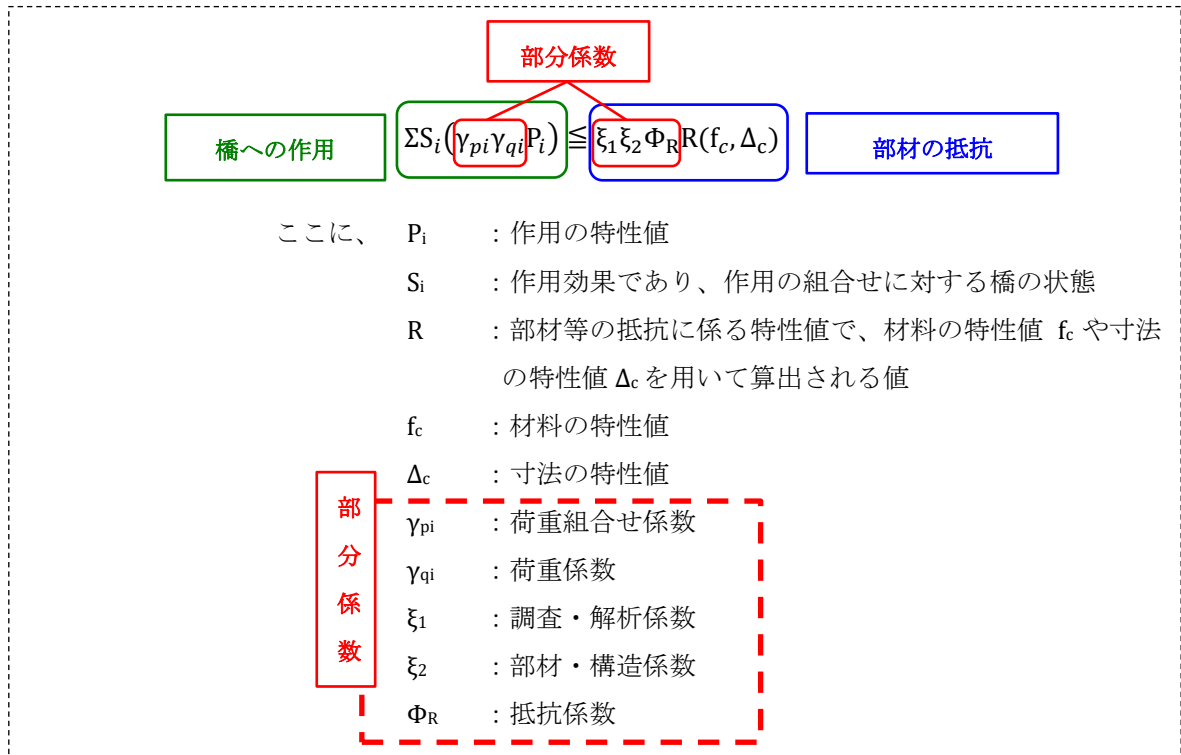 部分係数
橋への作用
ΣSᵢ(γₚᵢγqᵢPᵢ)≦ξ₁ξ₂Φ_R R(f_c, Δ_c)
部材の抵抗
ここに、 Pi :作用の特性値
Si :作用効果であり、作用の組合せに対する橋の状態
R :部材等の抵抗に係る特性値で、材料の特性値 fc や寸法
の特性値 Δc を用いて算出される値
fc :材料の特性値
Δc :寸法の特性値
部分係数
γpi :荷重組合せ係数
γqi :荷重係数
ξ1 :調査・解析係数
ξ2 :部材・構造係数
ΦR :抵抗係数